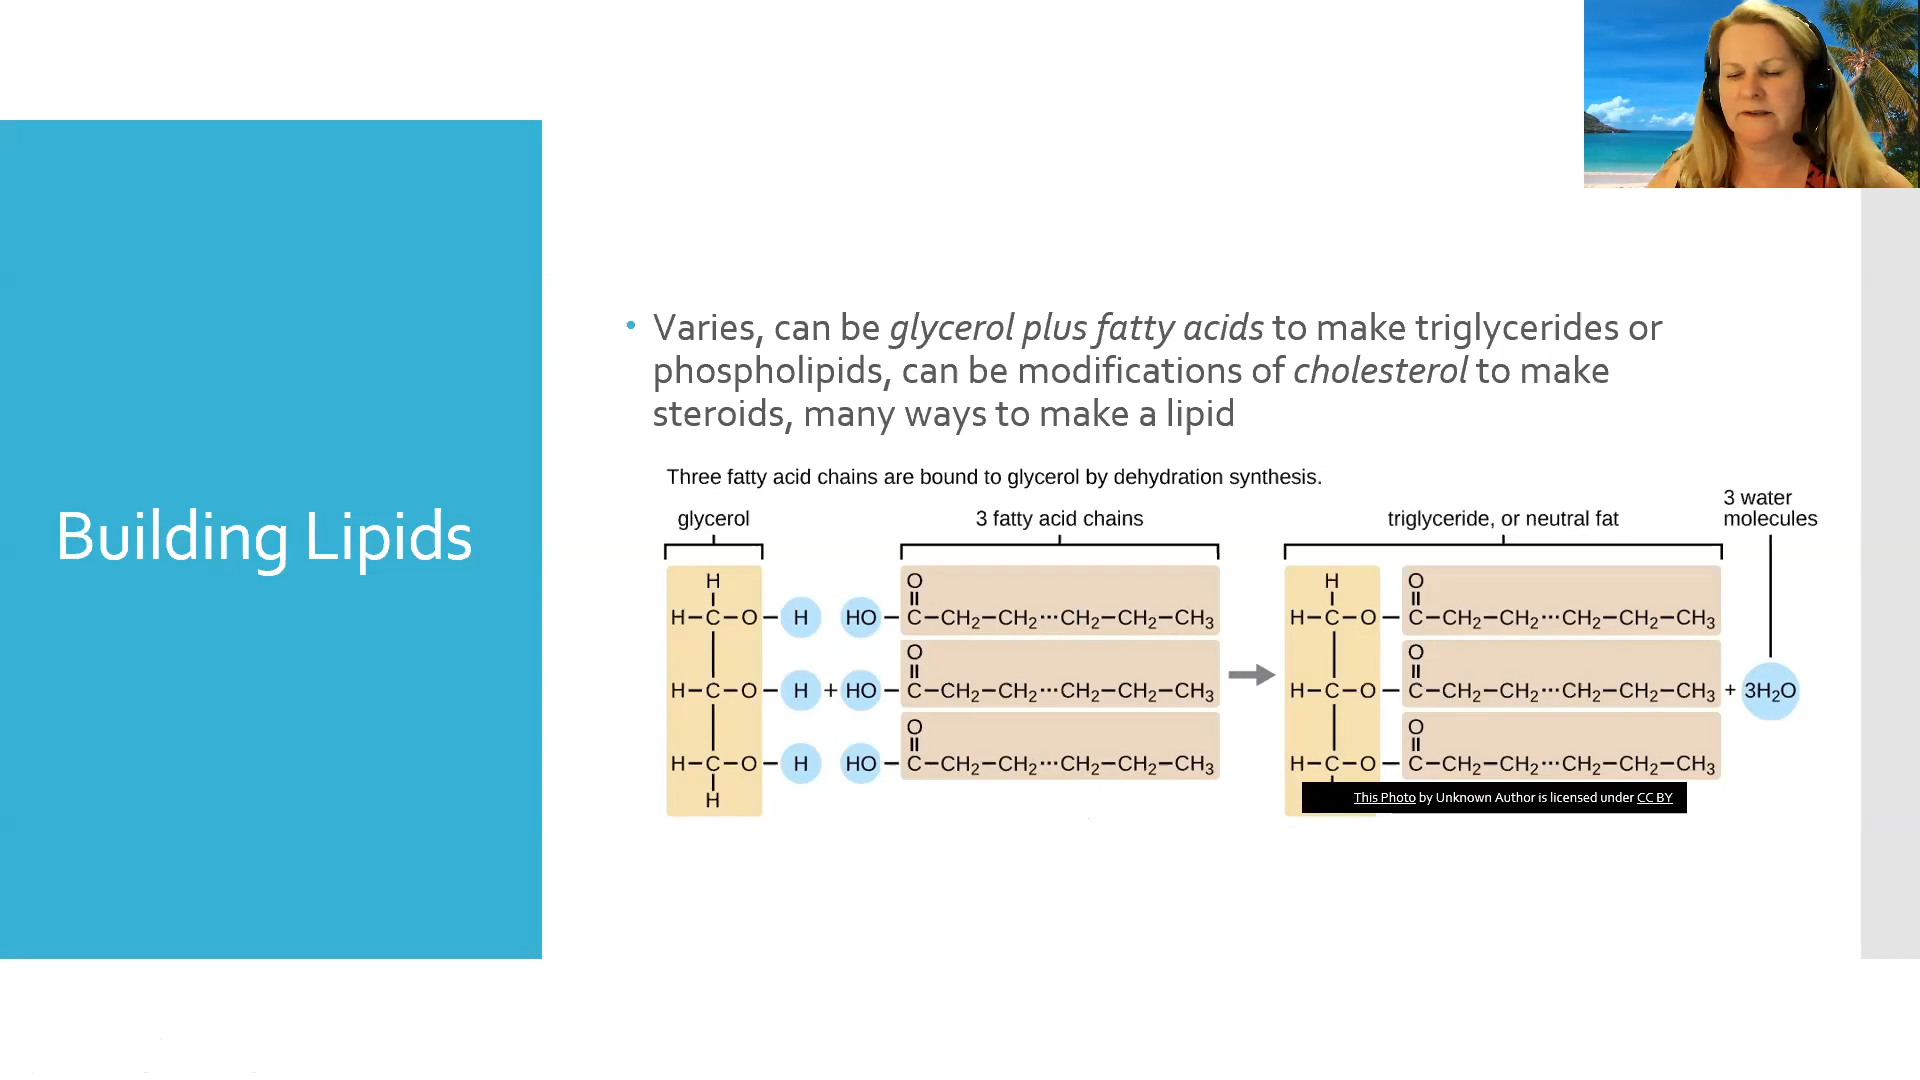 Building Lipids
• Varies, can be glycerol plus fatty acids to make triglycerides or
phospholipids, can be modifications of cholesterol to make
steroids, many ways to make a lipid
Three fatty acid chains are bound to glycerol by dehydration synthesis.
glycerol
3 fatty acid chains
triglyceride, or neutral fat
3 water
molecules
H O H O
H–C–O–H HO–C–CH₂–CH₂···CH₂–CH₂–CH₃ H–C–O–C–CH₂–CH₂···CH₂–CH₂–CH₃
O O
H–C–O–H + HO–C–CH₂–CH₂···CH₂–CH₂–CH₃ H–C–O–C–CH₂–CH₂···CH₂–CH₂–CH₃ + 3H₂O
O O
H–C–O–H HO–C–CH₂–CH₂···CH₂–CH₂–CH₃ H–C–O–C–CH₂–CH₂···CH₂–CH₂–CH₃
H
This Photo by Unknown Author is licensed under CC BY